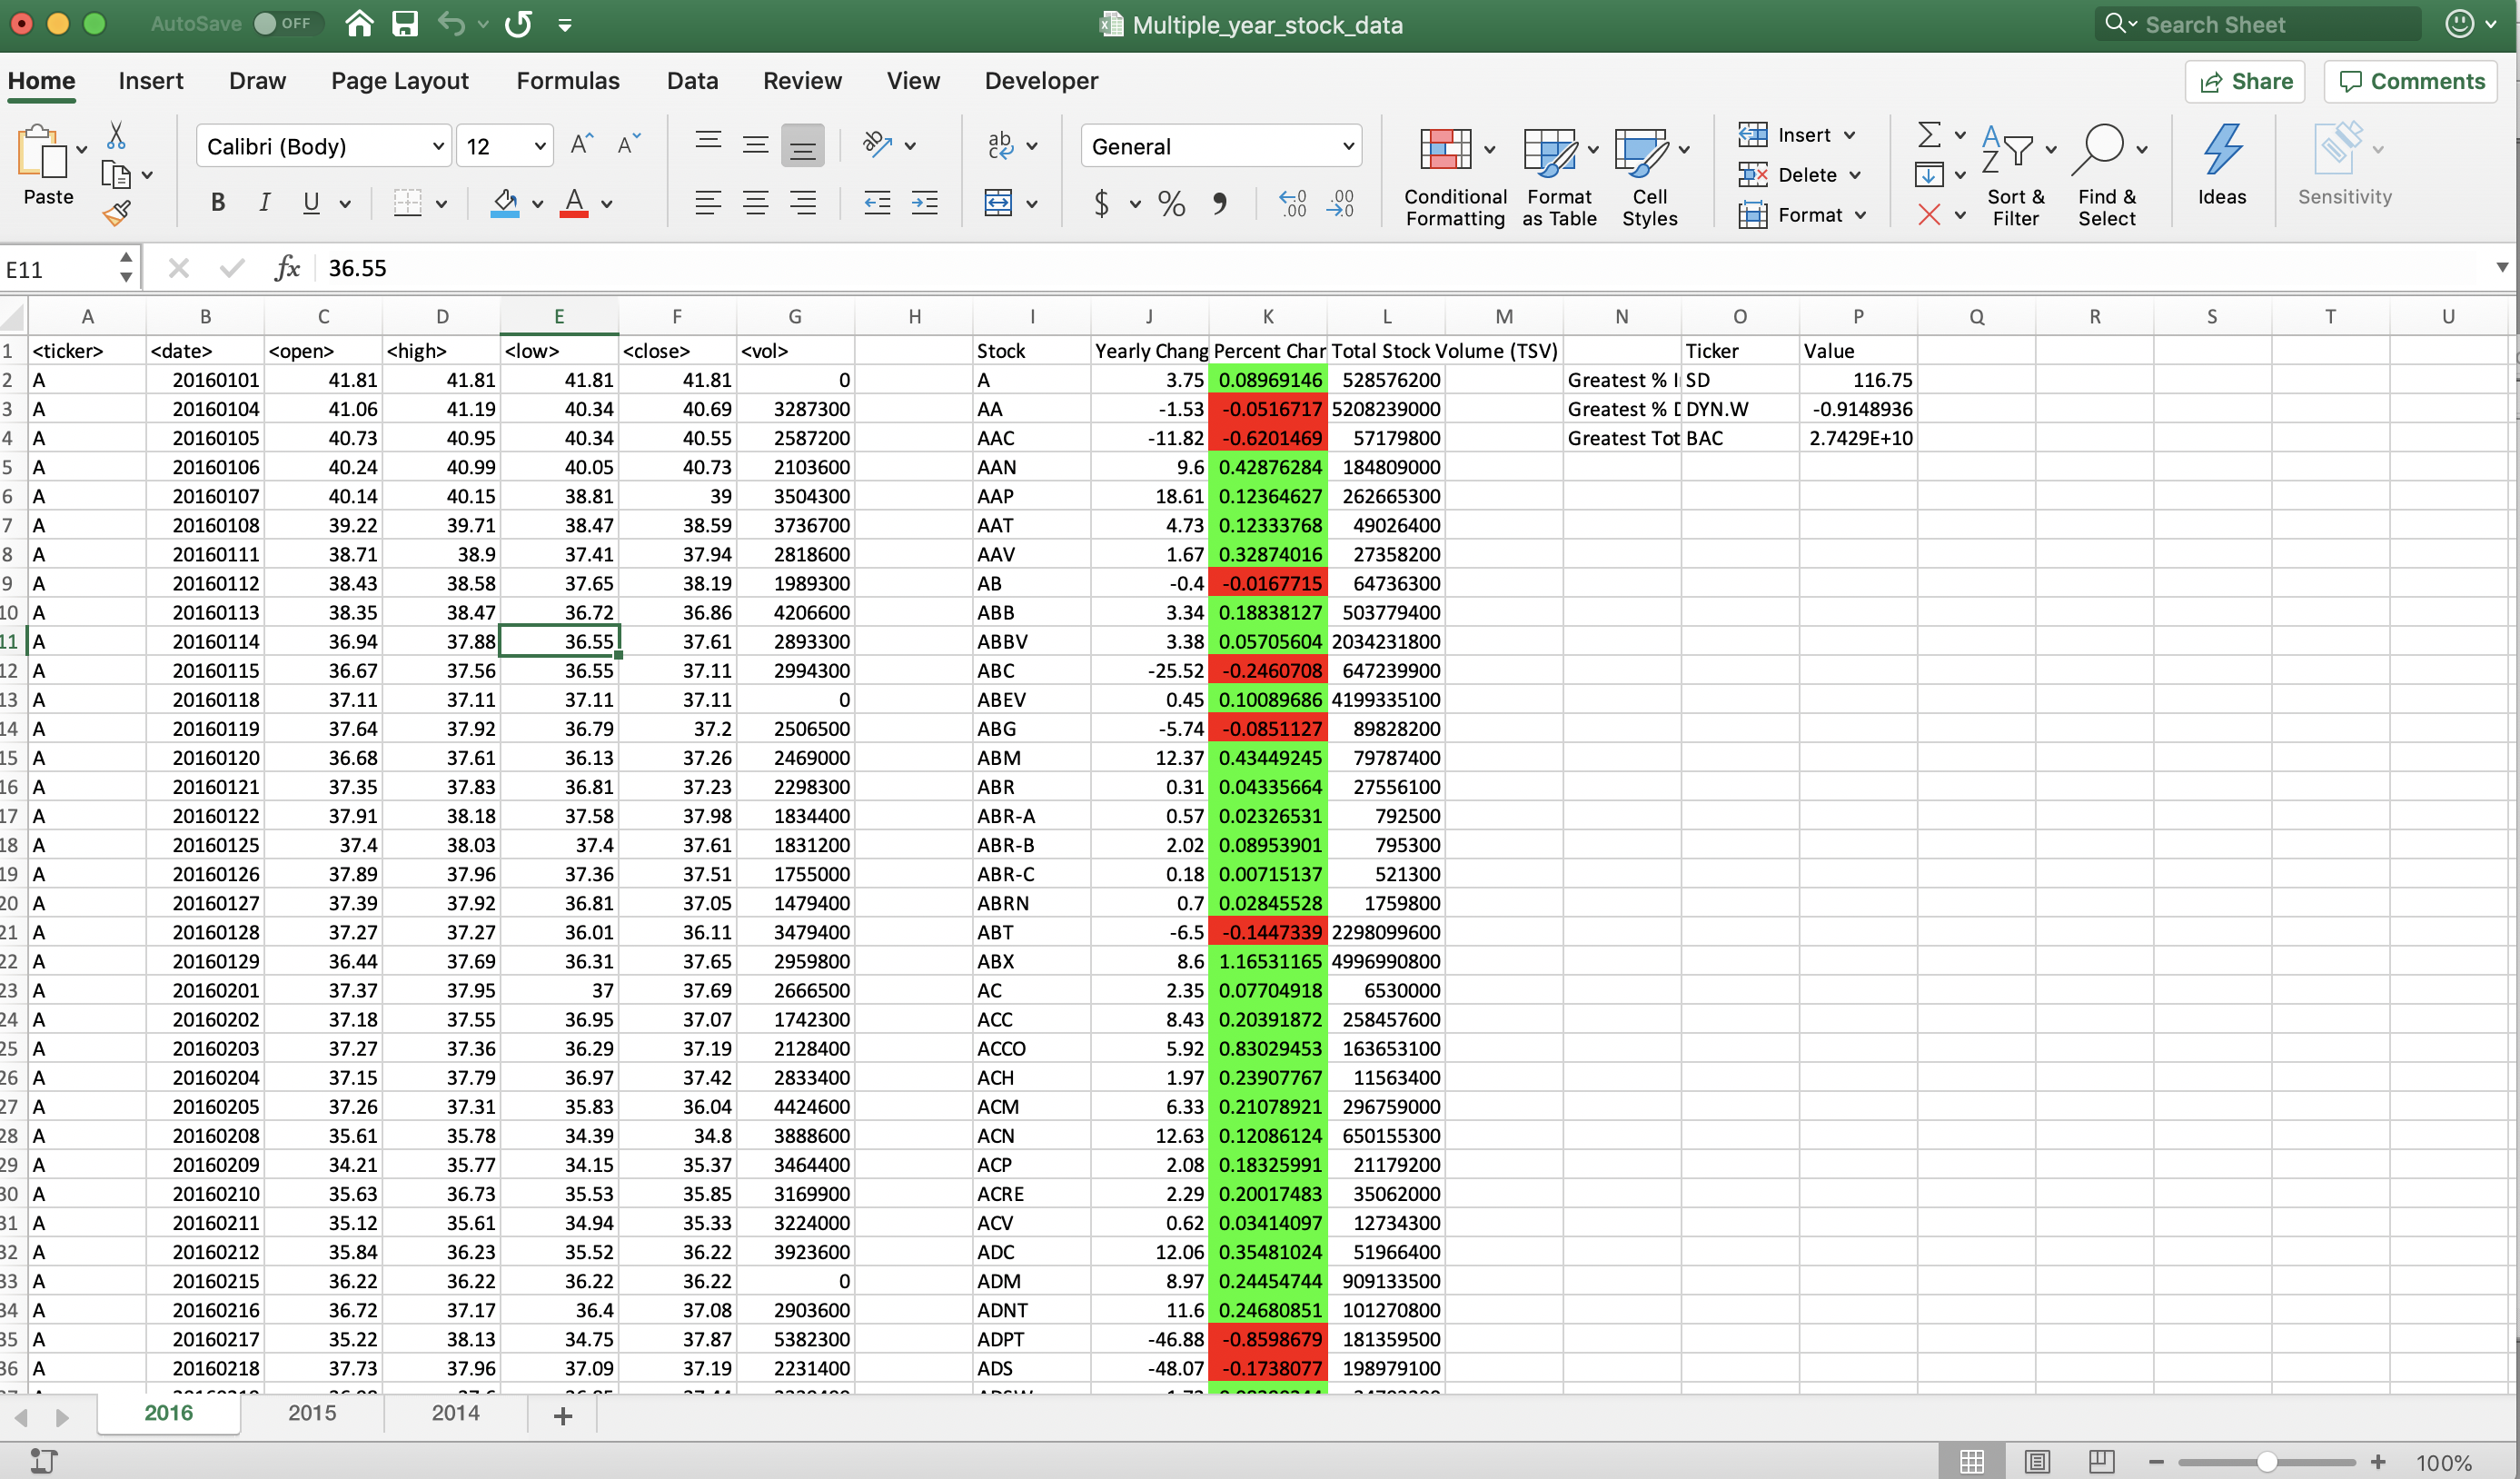 AutoSave OFF Multiple_year_stock_data Search Sheet
Home Insert Draw Page Layout Formulas Data Review View Developer Share Comments
Paste Calibri (Body) 12 General Conditional Formatting Format as Table Cell Styles Insert Delete Format Sort & Filter Find & Select Ideas Sensitivity
E11 fx 36.55
A B C D E F G H I J K L M N O P Q R S T U
1 <ticker> <date> <open> <high> <low> <close> <vol> Stock Yearly Chang Percent Char Total Stock Volume (TSV) Ticker Value
2 A 20160101 41.81 41.81 41.81 41.81 0 A 3.75 0.08969146 528576200 Greatest % I SD 116.75
3 A 20160104 41.06 41.19 40.34 40.69 3287300 AA -1.53 -0.0516717 5208239000 Greatest % D DYN.W -0.9148936
4 A 20160105 40.73 40.95 40.34 40.55 2587200 AAC -11.82 -0.6201469 57179800 Greatest Tot BAC 2.7429E+10
5 A 20160106 40.24 40.99 40.05 40.73 2103600 AAN 9.6 0.42876284 184809000
6 A 20160107 40.14 40.15 38.81 39 3504300 AAP 18.61 0.12364627 262665300
7 A 20160108 39.22 39.71 38.47 38.59 3736700 AAT 4.73 0.12333768 49026400
8 A 20160111 38.71 38.9 37.41 37.94 2818600 AAV 1.67 0.32874016 27358200
9 A 20160112 38.43 38.58 37.65 38.19 1989300 AB -0.4 -0.0167715 64736300
10 A 20160113 38.35 38.47 36.72 36.86 4206600 ABB 3.34 0.18838127 503779400
11 A 20160114 36.94 37.88 36.55 37.61 2893300 ABBV 3.38 0.05705604 2034231800
12 A 20160115 36.67 37.56 36.55 37.11 2994300 ABC -25.52 -0.2460708 647239900
13 A 20160118 37.11 37.11 37.11 37.11 0 ABEV 0.45 0.10089686 4199335100
14 A 20160119 37.64 37.92 36.79 37.2 2506500 ABG -5.74 -0.0851127 89828200
15 A 20160120 36.68 37.61 36.13 37.26 2469000 ABM 12.37 0.43449245 79787400
16 A 20160121 37.35 37.83 36.81 37.23 2298300 ABR 0.31 0.04335664 27556100
17 A 20160122 37.91 38.18 37.58 37.98 1834400 ABR-A 0.57 0.02326531 792500
18 A 20160125 37.4 38.03 37.4 37.61 1831200 ABR-B 2.02 0.08953901 795300
19 A 20160126 37.89 37.96 37.36 37.51 1755000 ABR-C 0.18 0.00715137 521300
20 A 20160127 37.39 37.92 36.81 37.05 1479400 ABRN 0.7 0.02845528 1759800
21 A 20160128 37.27 37.27 36.01 36.11 3479400 ABT -6.5 -0.1447339 2298099600
22 A 20160129 36.44 37.69 36.31 37.65 2959800 ABX 8.6 1.16531165 4996990800
23 A 20160201 37.37 37.95 37 37.69 2666500 AC 2.35 0.07704918 6530000
24 A 20160202 37.18 37.55 36.95 37.07 1742300 ACC 8.43 0.20391872 258457600
25 A 20160203 37.27 37.36 36.29 37.19 2128400 ACCO 5.92 0.83029453 163653100
26 A 20160204 37.15 37.79 36.97 37.42 2833400 ACH 1.97 0.23907767 11563400
27 A 20160205 37.26 37.31 35.83 36.04 4424600 ACM 6.33 0.21078921 296759000
28 A 20160208 35.61 35.78 34.39 34.8 3888600 ACN 12.63 0.12086124 650155300
29 A 20160209 34.21 35.77 34.15 35.37 3464400 ACP 2.08 0.18325991 21179200
30 A 20160210 35.63 36.73 35.53 35.85 3169900 ACRE 2.29 0.20017483 35062000
31 A 20160211 35.12 35.61 34.94 35.33 3224000 ACV 0.62 0.03414097 12734300
32 A 20160212 35.84 36.23 35.52 36.22 3923600 ADC 12.06 0.35481024 51966400
33 A 20160215 36.22 36.22 36.22 36.22 0 ADM 8.97 0.24454744 909133500
34 A 20160216 36.72 37.17 36.4 37.08 2903600 ADNT 11.6 0.24680851 101270800
35 A 20160217 35.22 38.13 34.75 37.87 5382300 ADPT -46.88 -0.8598679 181359500
36 A 20160218 37.73 37.96 37.09 37.19 2231400 ADS -48.07 -0.1738077 198979100
2016 2015 2014 +
100%